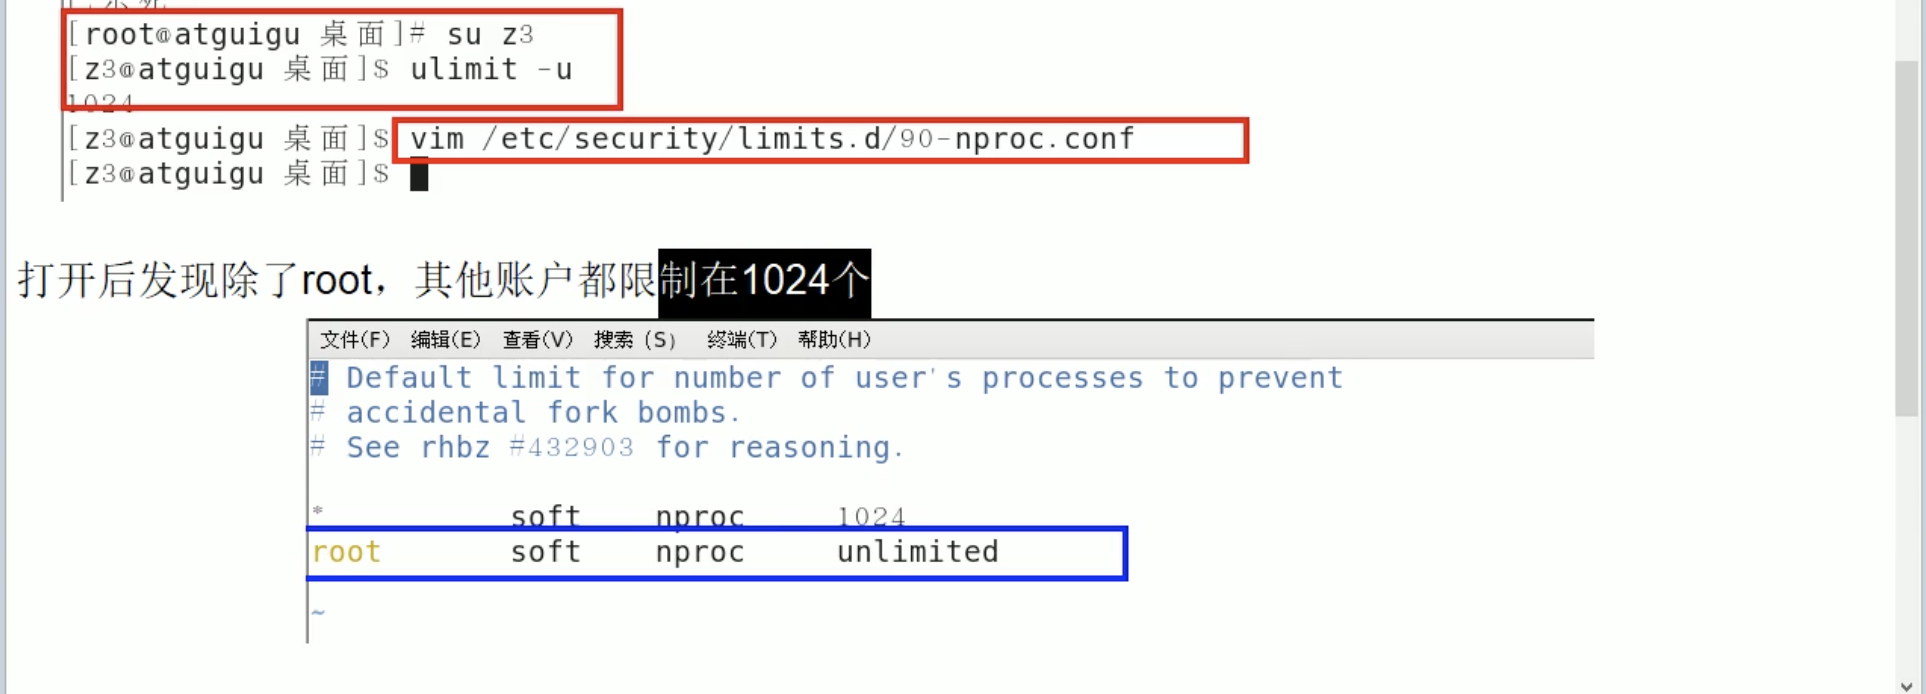 [root@atguigu 桌面]# su z3
[z3@atguigu 桌面]$ ulimit -u
1024
[z3@atguigu 桌面]$ vim /etc/security/limits.d/90-nproc.conf
[z3@atguigu 桌面]$
打开后发现除了root，其他账户都限制在1024个
文件(F) 编辑(E) 查看(V) 搜索 (S) 终端(T) 帮助(H)
# Default limit for number of user's processes to prevent
# accidental fork bombs.
# See rhbz #432903 for reasoning.
* soft nproc 1024
root soft nproc unlimited
~